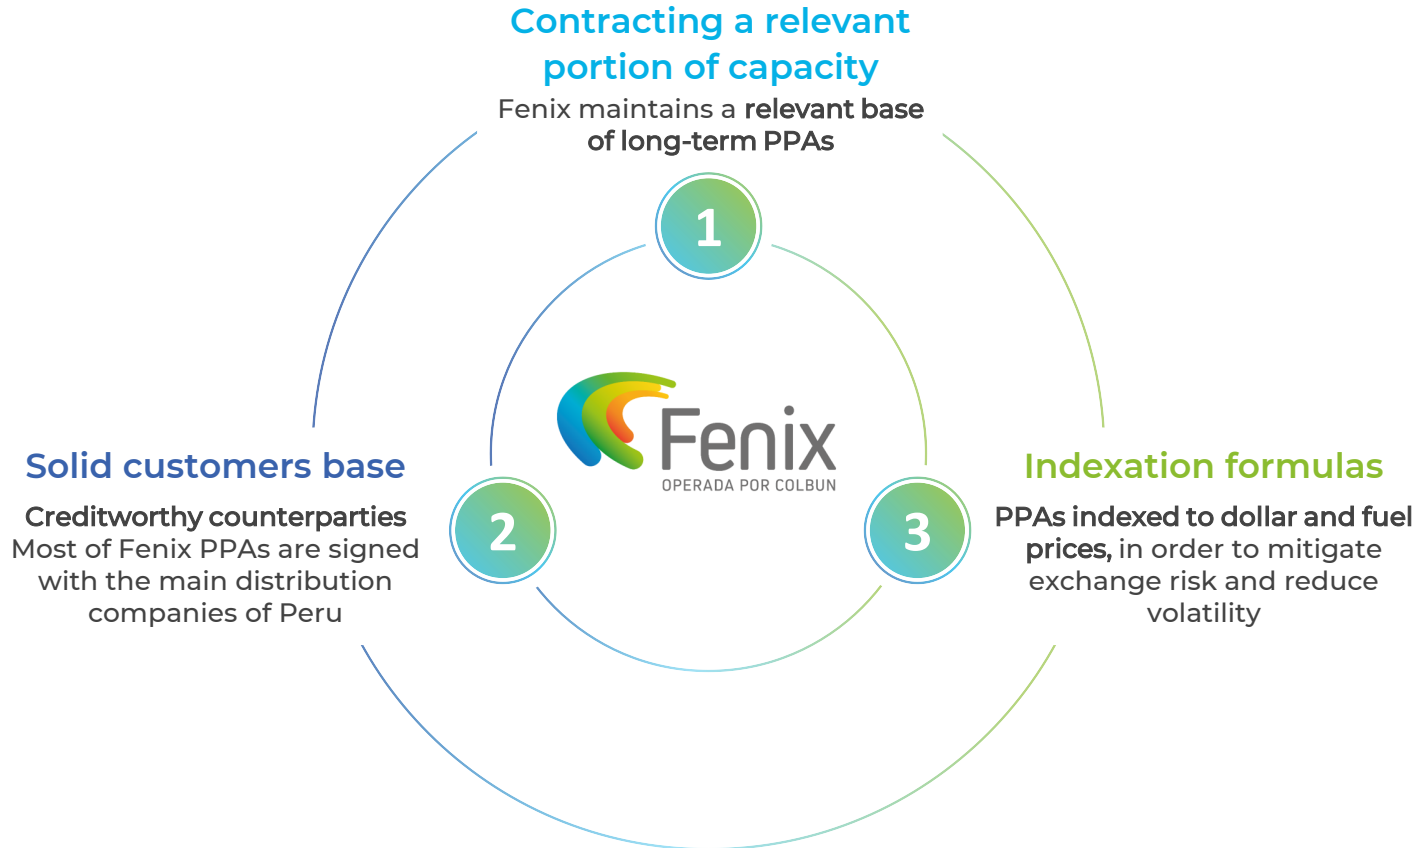 Contracting a relevant
portion of capacity
Fenix maintains a relevant base
of long-term PPAs
1
Fenix
OPERADA POR COLBUN
Solid customers base
Creditworthy counterparties
Most of Fenix PPAs are signed
with the main distribution
companies of Peru
2
3
Indexation formulas
PPAs indexed to dollar and fuel
prices, in order to mitigate
exchange risk and reduce
volatility